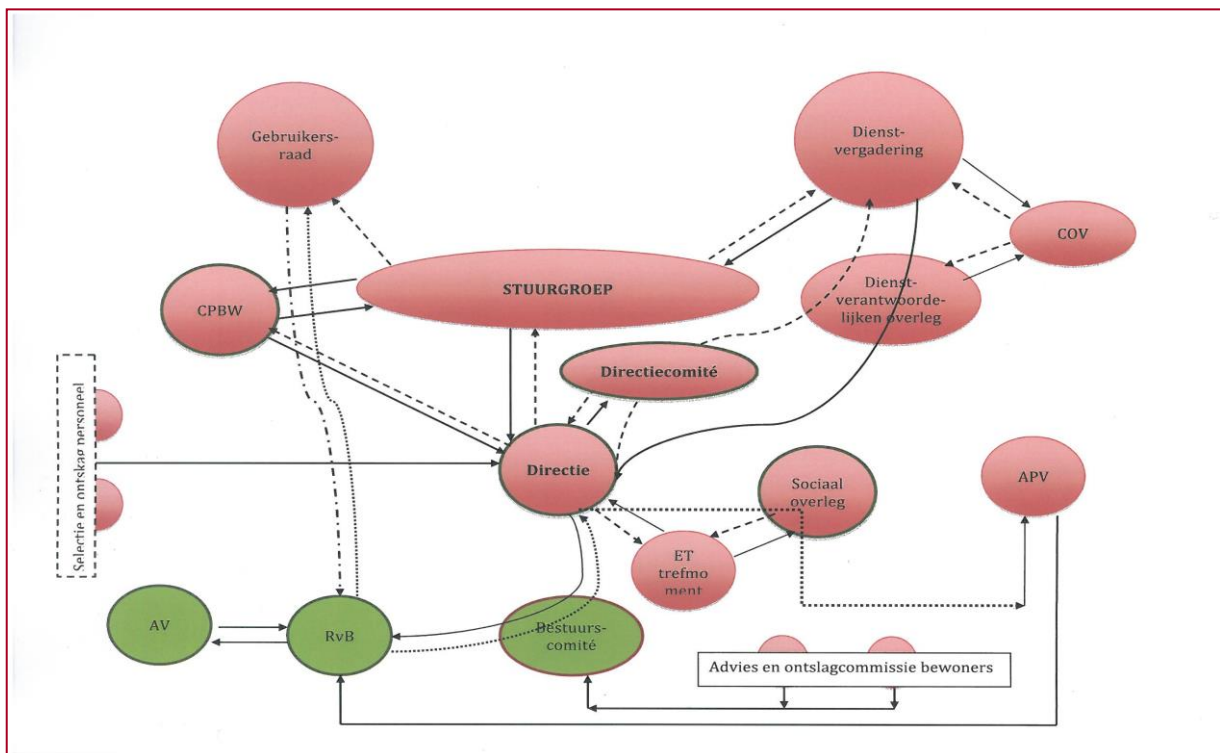 Gebruikers-
raad
Dienst-
vergadering
COV
STUURGROEP
Dienst-
verantwoorde-
lijken overleg
CPBW
Directiecomité
Selectie en ontskag personeel
Directie
Sociaal
overleg
APV
ET
trefmo
ment
AV
RvB
Bestuurs-
comité
Advies en ontslagcommissie bewoners